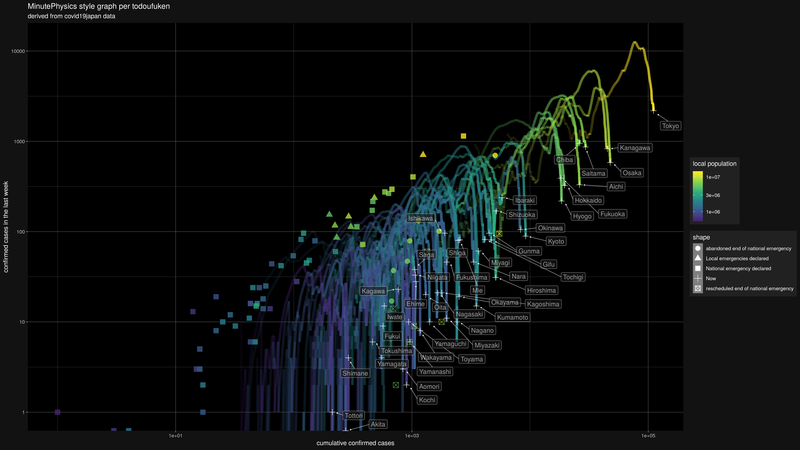 MinutePhysics style graph per todoufuken
derived from covid19japan data
confirmed cases in the last week
10000
1000
100
10
1
1e+01
1e+03
1e+05
cumulative confirmed cases
Tokyo
Kanagawa
Chiba
Saitama
Osaka
Aichi
Hokkaido
Ibaraki
Hyogo
Fukuoka
Shizuoka
Ishikawa
Okinawa
Kyoto
Gunma
Saga
Shiga
Miyagi
Gifu
Niigata
Fukushima
Nara
Tochigi
Kagawa
Mie
Hiroshima
Ehime
Oita
Okayama
Kagoshima
Iwate
Nagasaki
Kumamoto
Fukui
Nagano
Yamaguchi
Miyazaki
Tokushima
Wakayama
Toyama
Yamagata
Yamanashi
Shimane
Aomori
Kochi
Tottori
Akita
local population
1e+07
3e+06
1e+06
shape
abandoned end of national emergency
Local emergencies declared
National emergency declared
Now
rescheduled end of national emergency